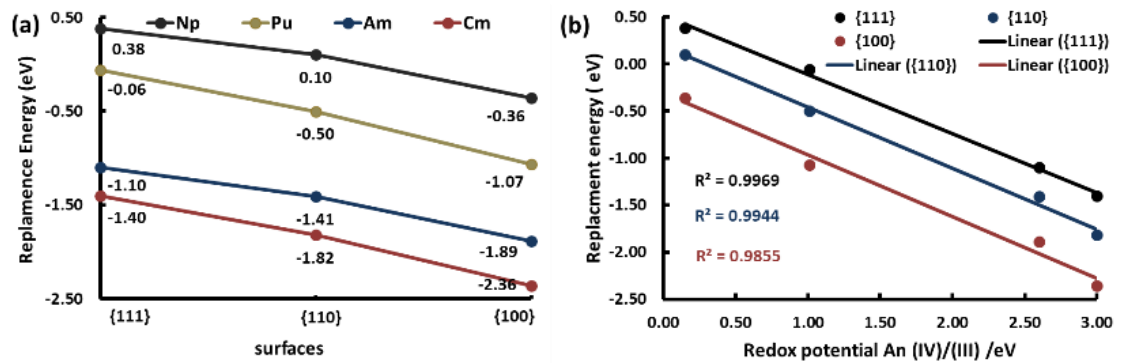 (a)
Np Pu Am Cm
0.50
-0.50
-1.50
-2.50
Replamence Energy (eV)
0.38
0.10
-0.36
-0.06
-0.50
-1.07
-1.10
-1.41
-1.89
-1.40
-1.82
-2.36
{111} {110} {100}
surfaces
(b)
{111} {110}
{100} Linear ({111})
Linear ({110}) Linear ({100})
0.50
0.00
-0.50
-1.00
-1.50
-2.00
-2.50
Replacment energy ( eV)
R² = 0.9969
R² = 0.9944
R² = 0.9855
0.00 0.50 1.00 1.50 2.00 2.50 3.00
Redox potential An (IV)/(III) /eV